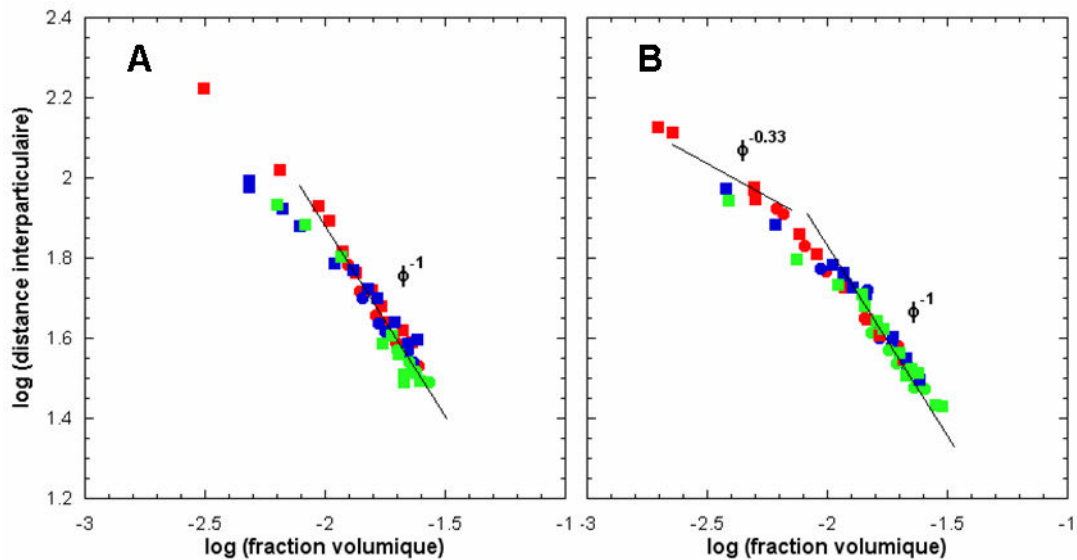 A
B
2.4
2.2
2
1.8
1.6
1.4
1.2
log (distance interparticulaire)
ϕ-0.33
ϕ-1
ϕ-1
-3 -2.5 -2 -1.5 -1
-3 -2.5 -2 -1.5 -1
log (fraction volumique)
log (fraction volumique)